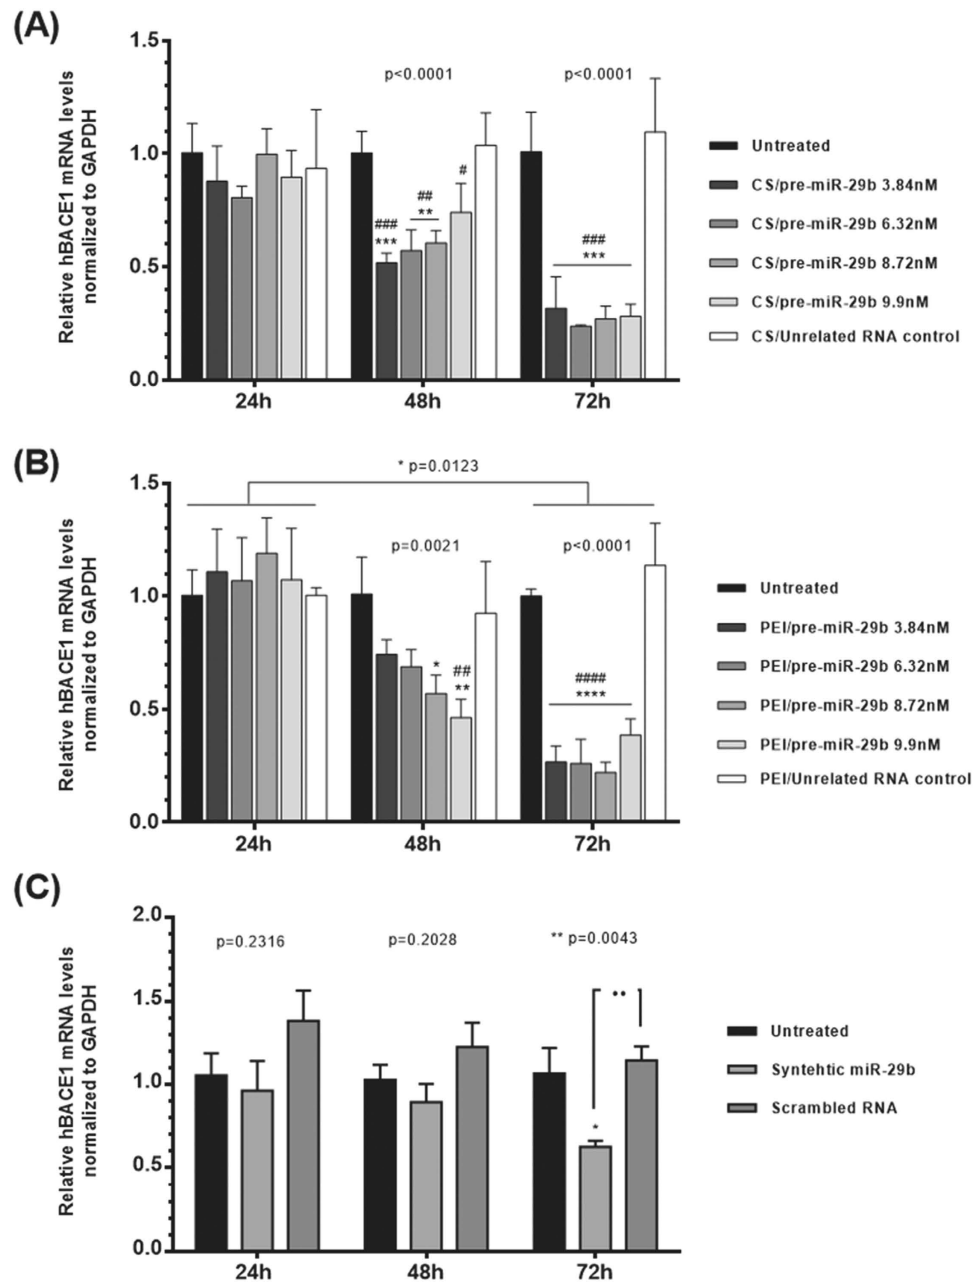 (A)
Relative hBACE1 mRNA levels
normalized to GAPDH
1.5
1.0
0.5
0.0
p<0.0001
p<0.0001
###
***
##
**
#
###
***
24h
48h
72h
Untreated
CS/pre-miR-29b 3.84nM
CS/pre-miR-29b 6.32nM
CS/pre-miR-29b 8.72nM
CS/pre-miR-29b 9.9nM
CS/Unrelated RNA control
(B)
Relative hBACE1 mRNA levels
normalized to GAPDH
1.5
1.0
0.5
0.0
* p=0.0123
p=0.0021
p<0.0001
*
##
**
####
****
24h
48h
72h
Untreated
PEI/pre-miR-29b 3.84nM
PEI/pre-miR-29b 6.32nM
PEI/pre-miR-29b 8.72nM
PEI/pre-miR-29b 9.9nM
PEI/Unrelated RNA control
(C)
Relative hBACE1 mRNA levels
normalized to GAPDH
2.0
1.5
1.0
0.5
0.0
p=0.2316
p=0.2028
** p=0.0043
••
*
24h
48h
72h
Untreated
Syntehtic miR-29b
Scrambled RNA